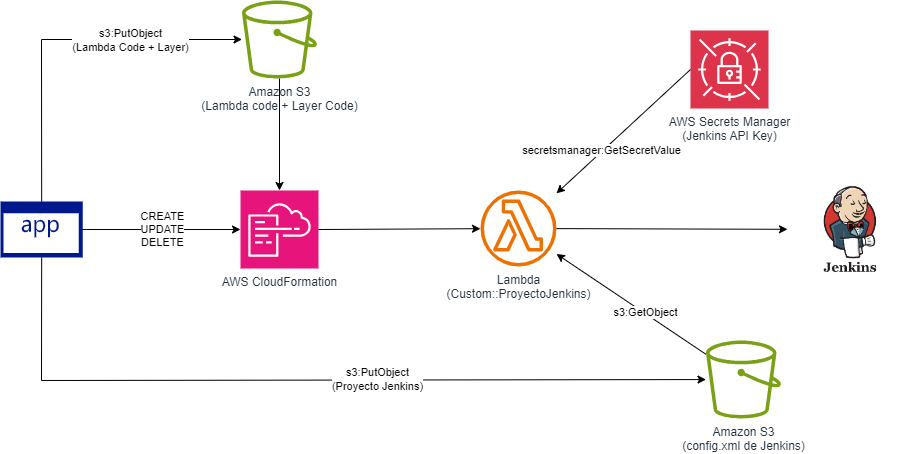 s3:PutObject
(Lambda Code + Layer)
Amazon S3
(Lambda code + Layer Code)
AWS Secrets Manager
(Jenkins API Key)
secretsmanager:GetSecretValue
app
CREATE
UPDATE
DELETE
AWS CloudFormation
Lambda
(Custom::ProyectoJenkins)
Jenkins
s3:GetObject
s3:PutObject
(Proyecto Jenkins)
Amazon S3
(config.xml de Jenkins)